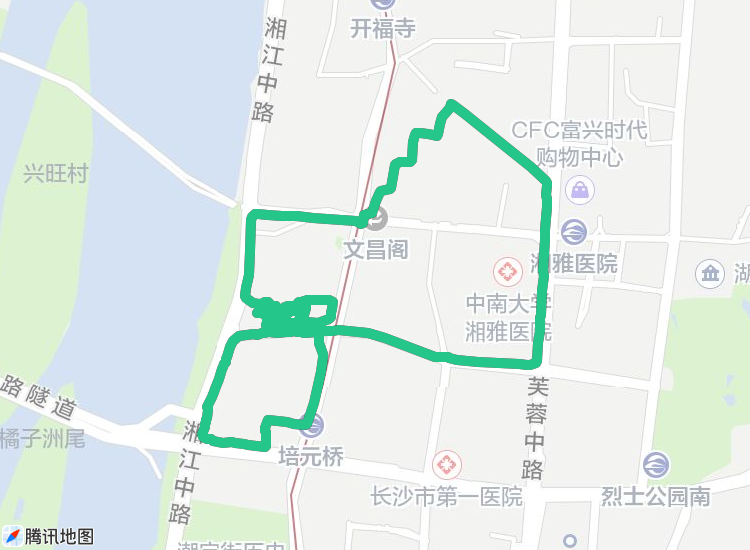 开福寺
湘江中路
CFC富兴时代
购物中心
兴旺村
文昌阁
湘雅医院
湖
中南大学
湘雅医院
路隧道
芙蓉中路
橘子洲尾
湘江中路
培元桥
长沙市第一医院
烈士公园南
腾讯地图